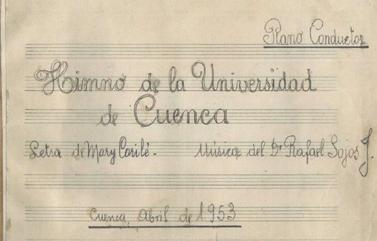 Piano Conductor
Himno de la Universidad
de Cuenca
Letra de Mary Corilé. Música del Dr Rafael Sojos J.
Cuenca, Abril de 1953